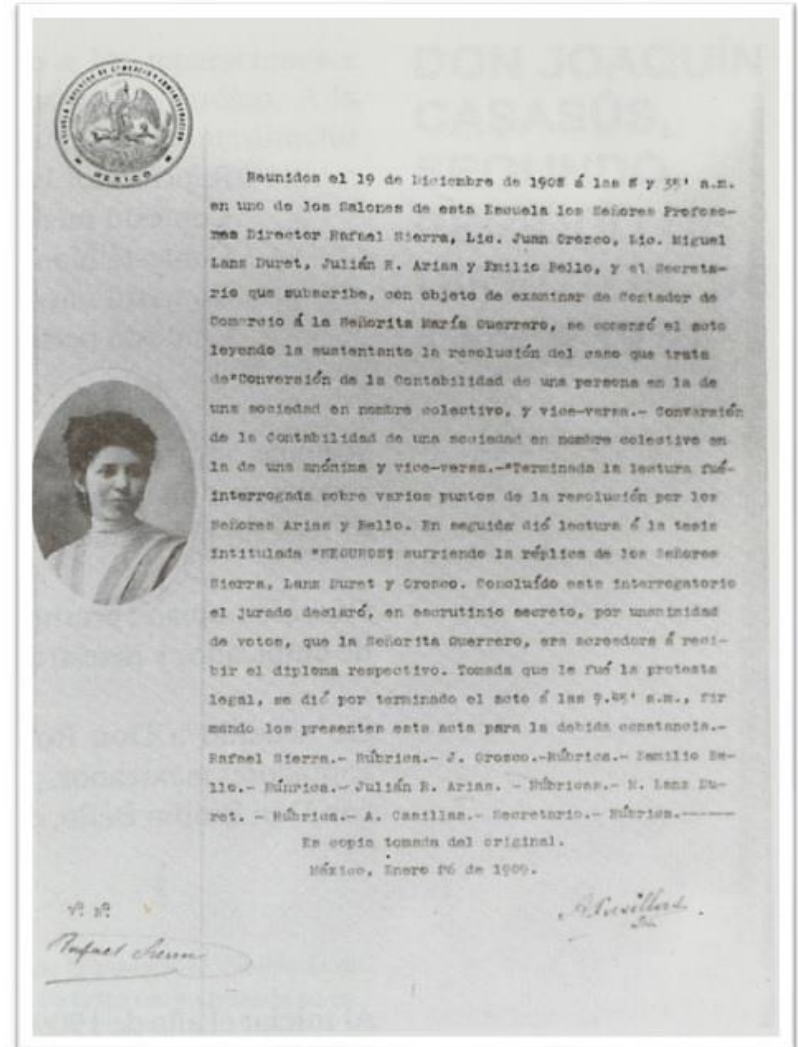 ESCUELA SUPERIOR DE COMERCIO Y ADMINISTRACION
MEXICO
Reunidos el 19 de Diciembre de 1908 á las 8 y 35' a.m.
en uno de los Salones de esta Escuela los Señores Profeso-
res Director Rafael Sierra, Lic. Juan Orozco, Lic. Miguel
Lanz Duret, Julián R. Arias y Emilio Bello, y el Secreta-
rio que subscribe, con objeto de examinar de Contador de
Comercio á la Señorita María Guerrero, se comenzó el acto
leyendo la sustentante la resolución del caso que trata
de"Conversión de la Contabilidad de una persona en la de
una sociedad en nombre colectivo, y vice-versa.- Conversión
de la Contabilidad de una sociedad en nombre colectivo en
la de una anónima y vice-versa.-"Terminada la lectura fué-
interrogada sobre varios puntos de la resolución por los
Señores Arias y Bello. En seguida dió lectura á la tesis
intitulada "SEGUROS" sufriendo la réplica de los Señores
Sierra, Lanz Duret y Orozco. Concluído este interrogatorio
el jurado declaró, en escrutinio secreto, por unanimidad
de votos, que la Señorita Guerrero, era acreedora á reci-
bir el diploma respectivo. Tomada que le fué la protesta
legal, se dió por terminado el acto á las 9.45' a.m., fir
mando los presentes esta acta para la debida constancia.-
Rafael Sierra.- Rúbrica.- J. Orozco.-Rúbrica.- Emilio Be-
llo.- Rúnrica.- Julián R. Arias. - Rúbricas.- M. Lanz Du-
ret. - Rúbrica.- A. Casillas.- Secretario.- Rúbrica.-----
Es copia tomada del original.
México, Enero 26 de 1909.
Vº Bº
A. Casillas
Srio.
Rafael Sierra